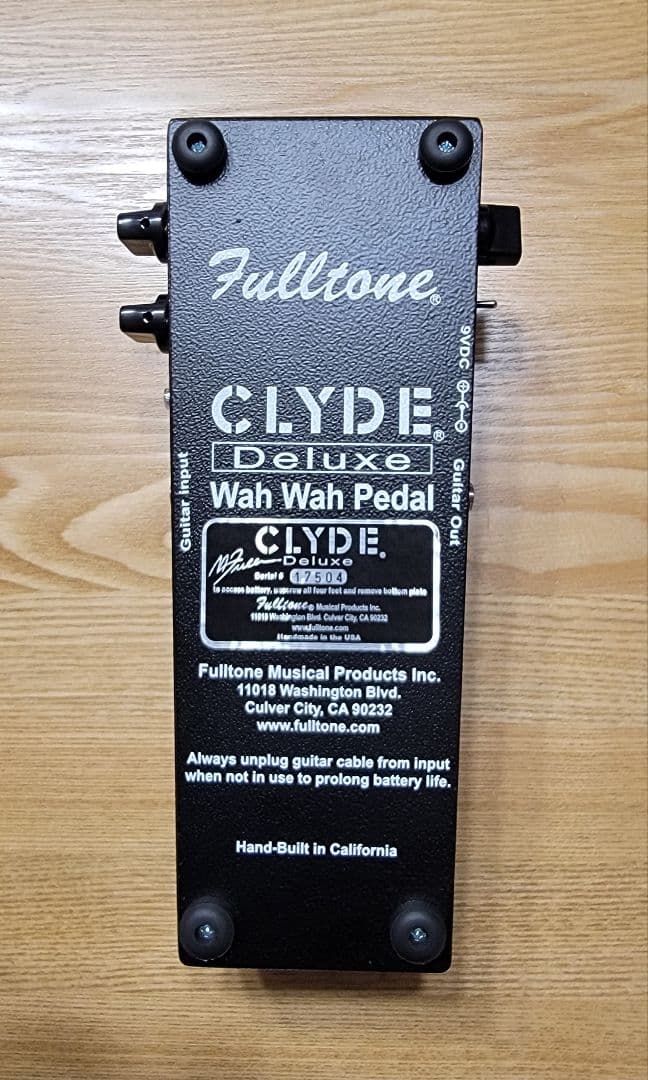 Fulltone®
9VDC
CLYDE®
Deluxe
Wah Wah Pedal
Guitar input
Guitar Out
CLYDE®
Deluxe
Serial # 17504
to access battery, unscrew all four feet and remove bottom plate
Fulltone® Musical Products Inc.
11018 Washington Blvd. Culver City, CA 90232
www.fulltone.com
Handmade in the USA
Fulltone Musical Products Inc.
11018 Washington Blvd.
Culver City, CA 90232
www.fulltone.com
Always unplug guitar cable from input
when not in use to prolong battery life.
Hand-Built in California